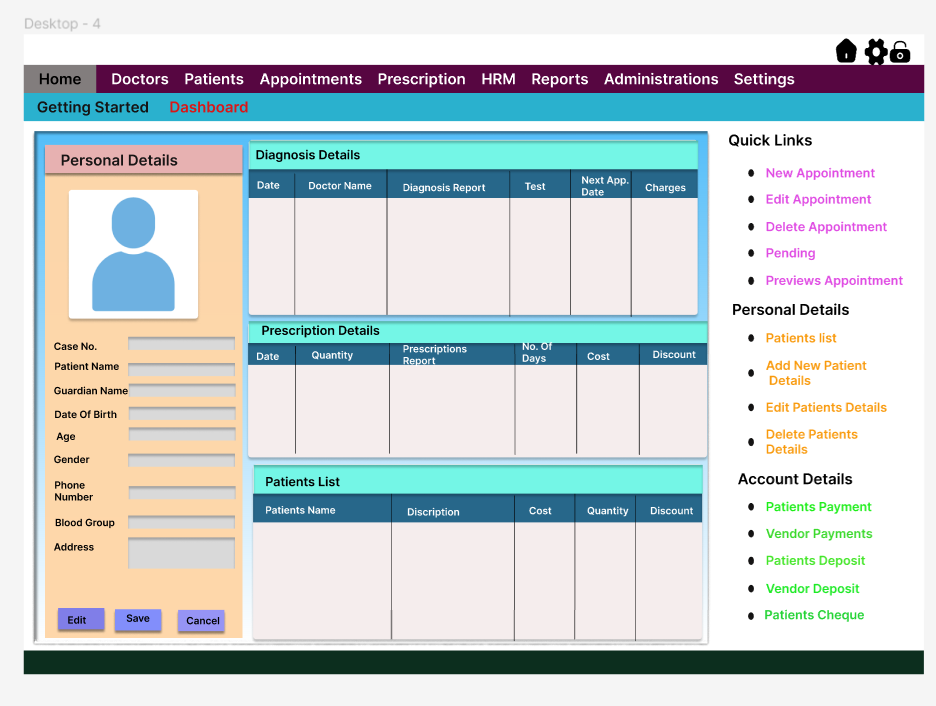 Desktop - 4
Home Doctors Patients Appointments Prescription HRM Reports Administrations Settings
Getting Started Dashboard
Personal Details
Case No.
Patient Name
Guardian Name
Date Of Birth
Age
Gender
Phone
Number
Blood Group
Address
Edit Save Cancel
Diagnosis Details
Date Doctor Name Diagnosis Report Test Next App.
Date Charges
Prescription Details
Date Quantity Prescriptions
Report No. Of
Days Cost Discount
Patients List
Patients Name Discription Cost Quantity Discount
Quick Links
New Appointment
Edit Appointment
Delete Appointment
Pending
Previews Appointment
Personal Details
Patients list
Add New Patient
Details
Edit Patients Details
Delete Patients
Details
Account Details
Patients Payment
Vendor Payments
Patients Deposit
Vendor Deposit
Patients Cheque